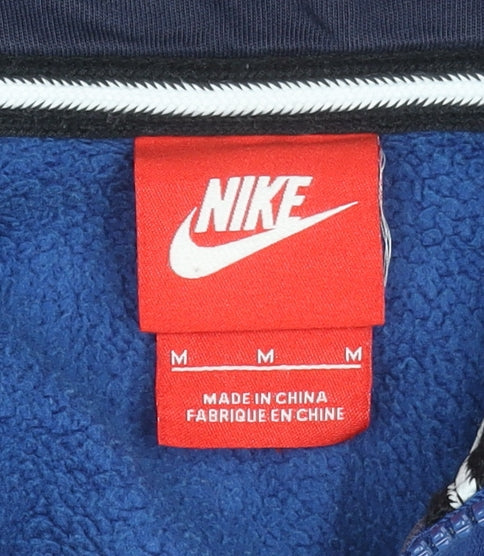 NIKE
M M M
MADE IN CHINA
FABRIQUE EN CHINE